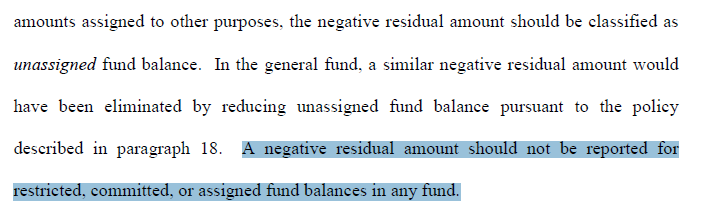 amounts assigned to other purposes, the negative residual amount should be classified as
unassigned fund balance.  In the general fund, a similar negative residual amount would
have been eliminated by reducing unassigned fund balance pursuant to the policy
described in paragraph 18.  A negative residual amount should not be reported for
restricted, committed, or assigned fund balances in any fund.